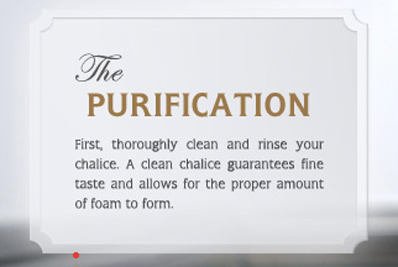 The
PURIFICATION
First, thoroughly clean and rinse your
chalice. A clean chalice guarantees fine
taste and allows for the proper amount
of foam to form.